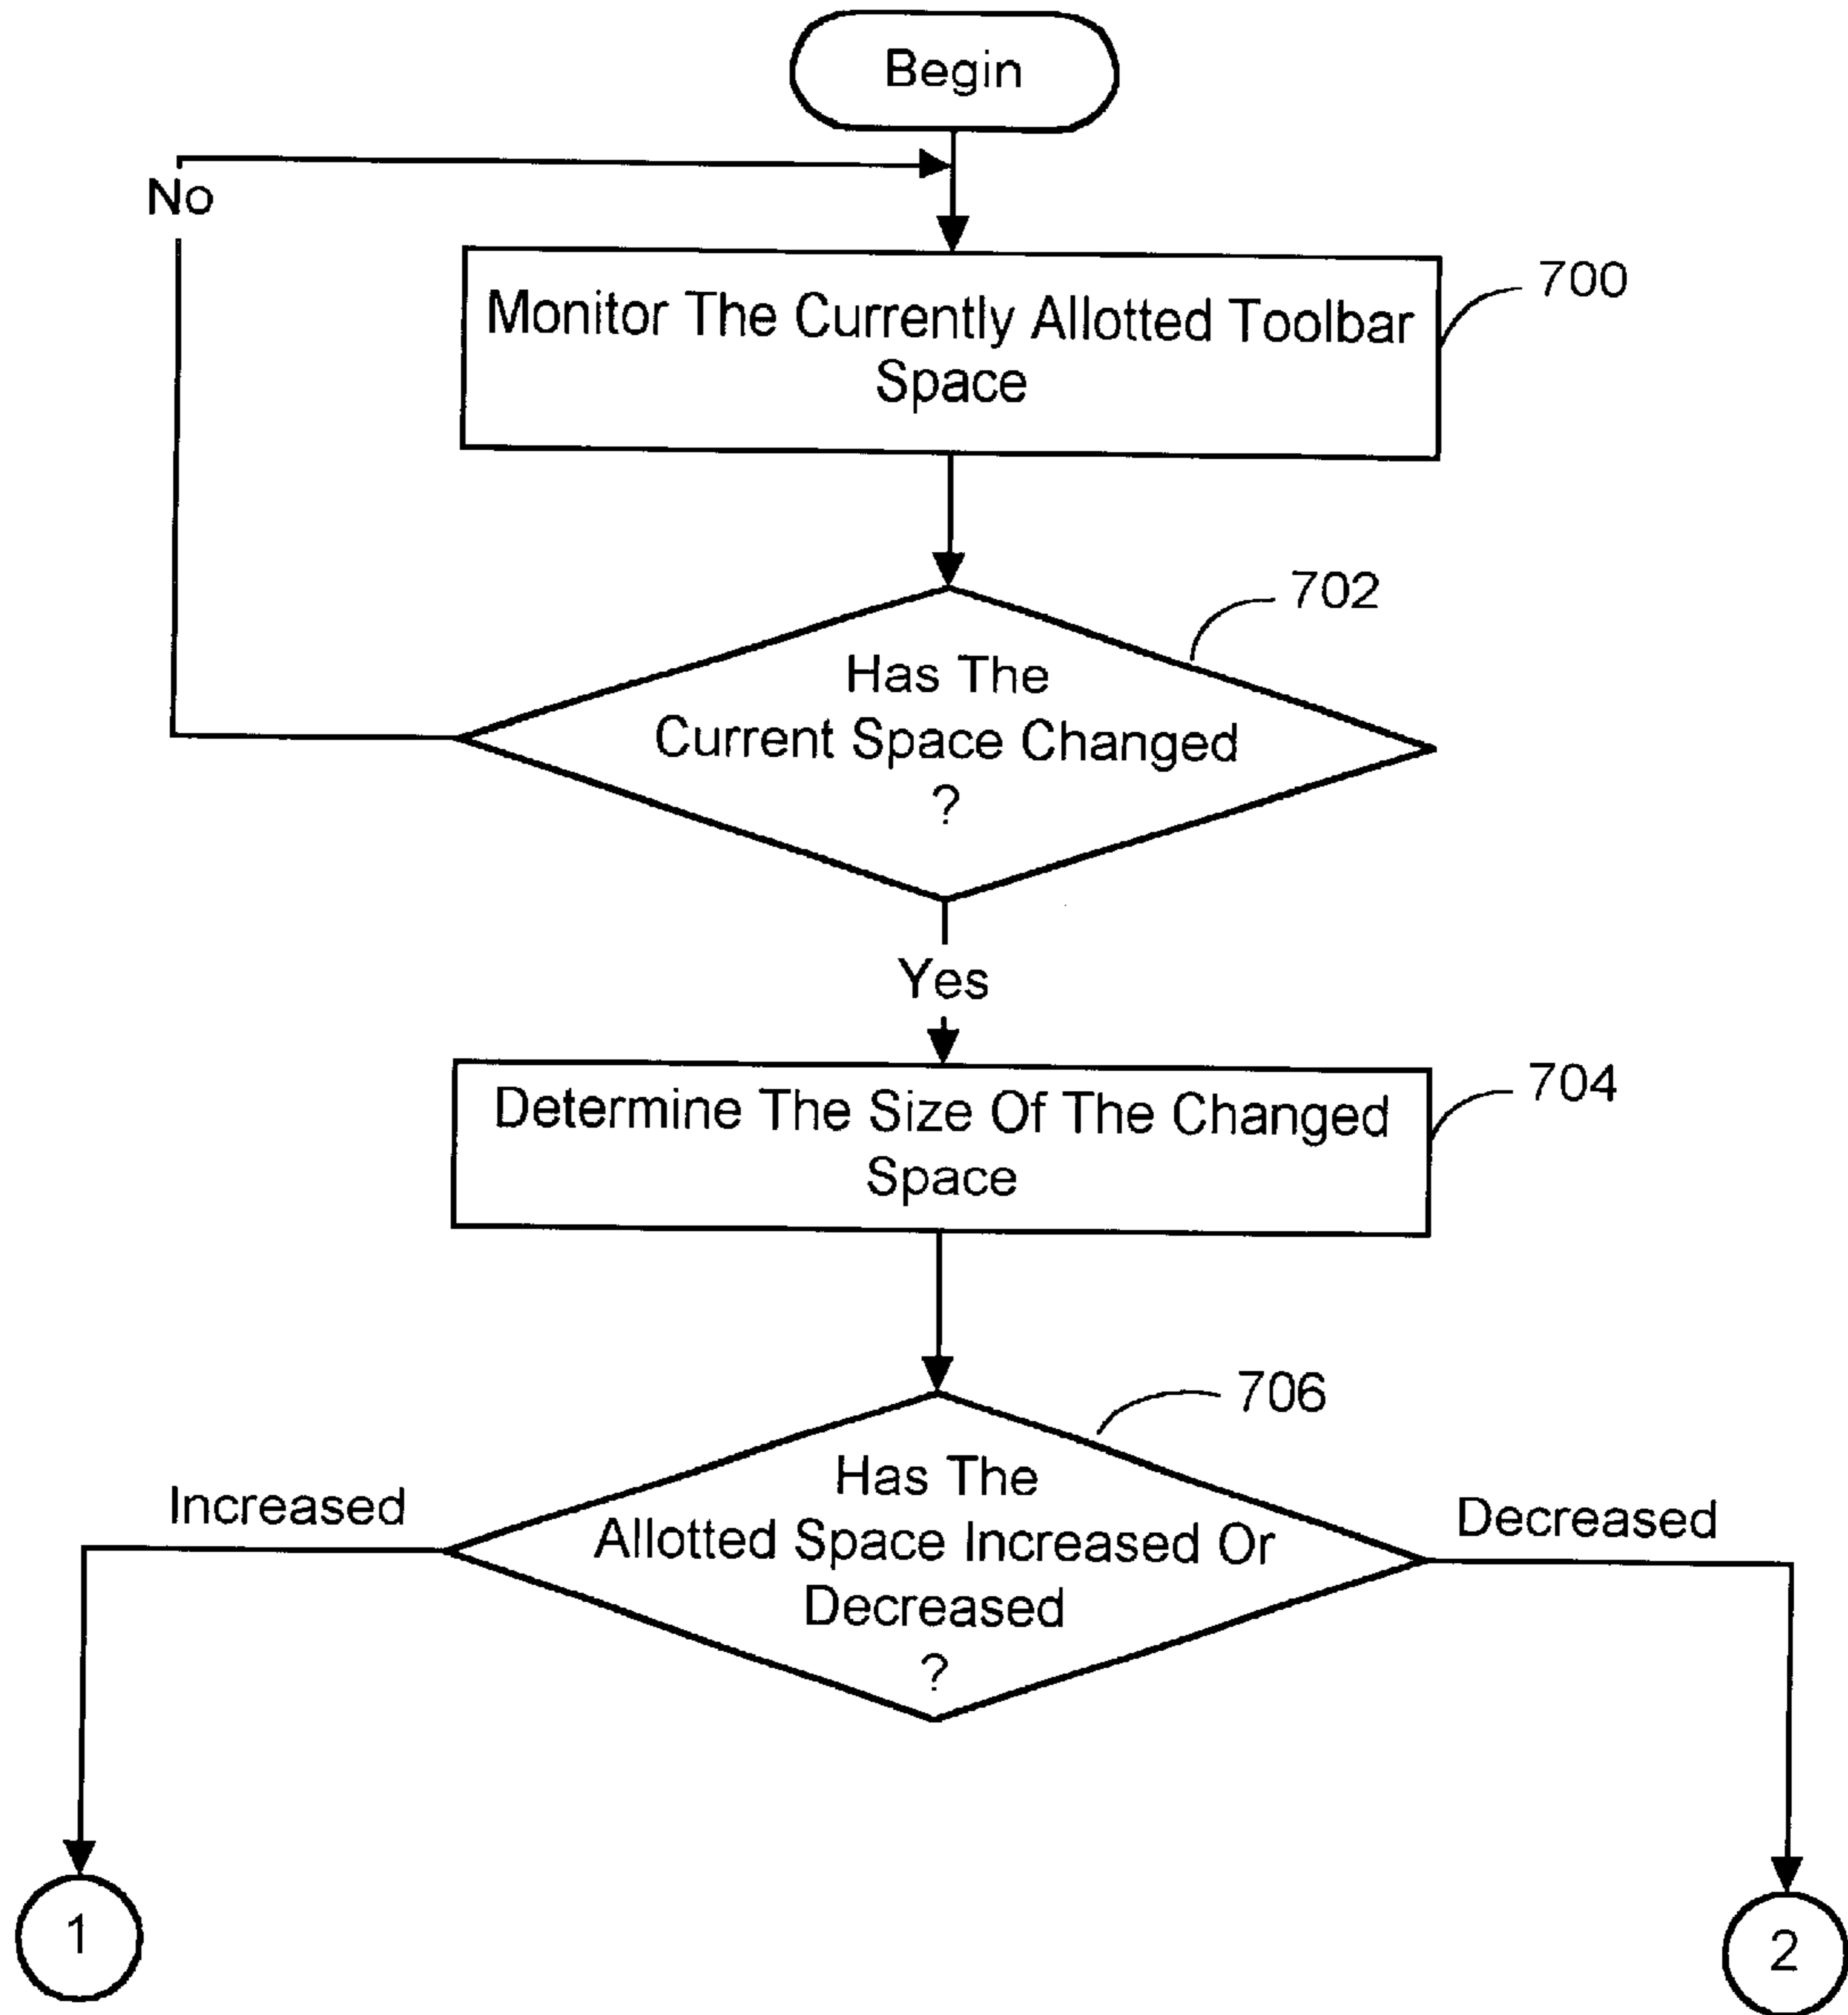 Begin
No
Monitor The Currently Allotted Toolbar
Space
700
702
Has The
Current Space Changed
?
Yes
Determine The Size Of The Changed
Space
704
706
Has The
Allotted Space Increased Or
Decreased
?
Increased
Decreased
1
2